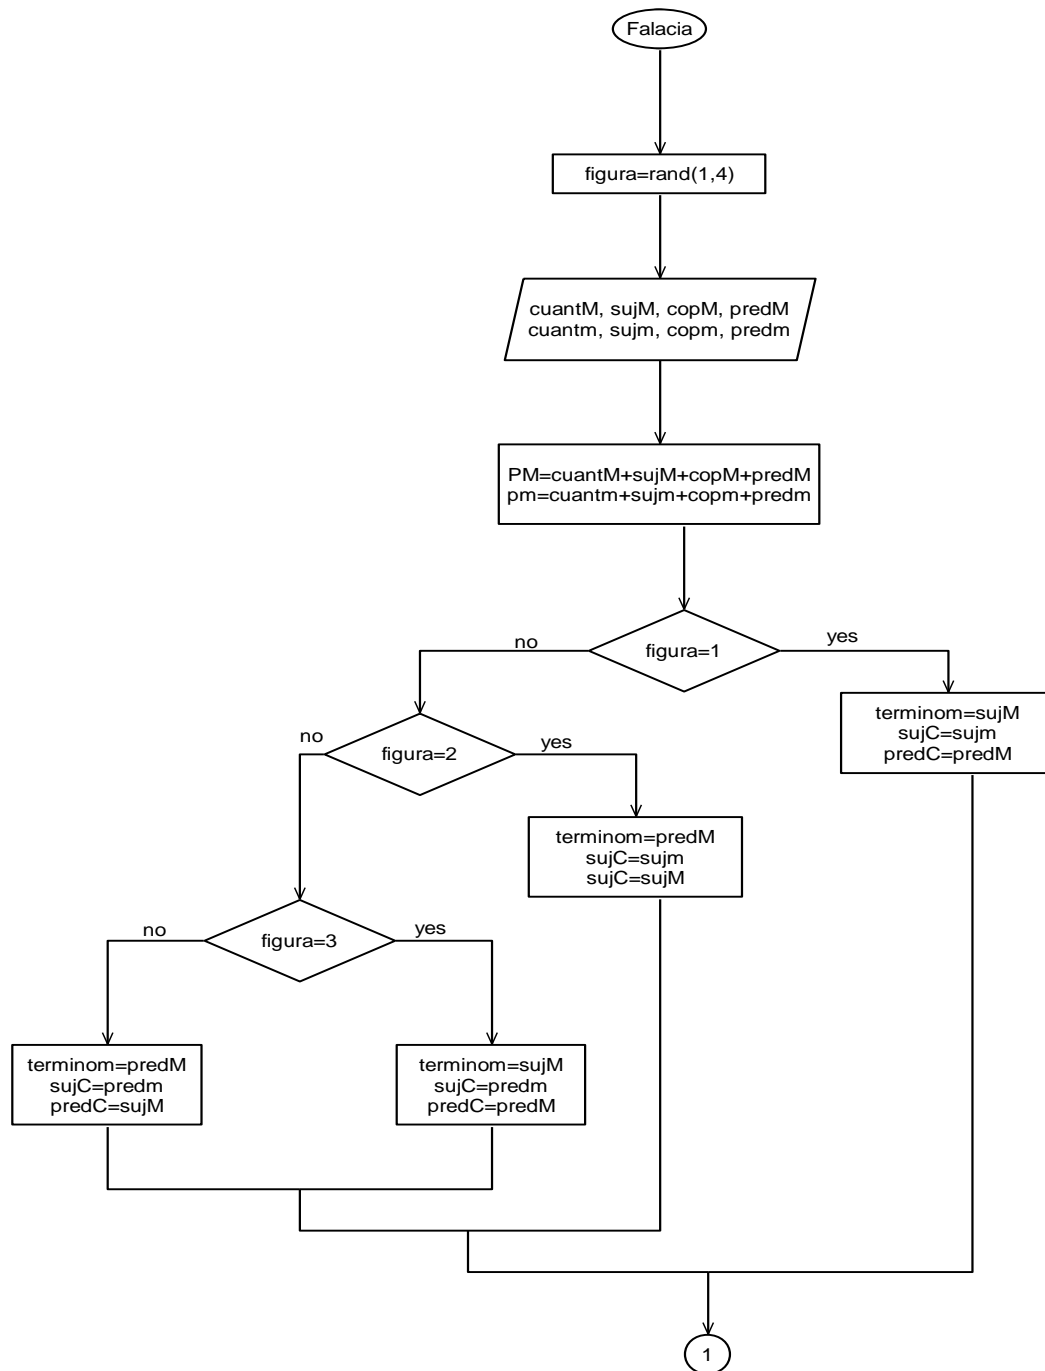 Falacia
figura=rand(1,4)
cuantM, sujM, copM, predM
cuantm, sujm, copm, predm
PM=cuantM+sujM+copM+predM
pm=cuantm+sujm+copm+predm
figura=1
no
yes
terminom=sujM
sujC=sujm
predC=predM
figura=2
no
yes
terminom=predM
sujC=sujm
sujC=sujM
figura=3
no
yes
terminom=predM
sujC=predm
predC=sujM
terminom=sujM
sujC=predm
predC=predM
1